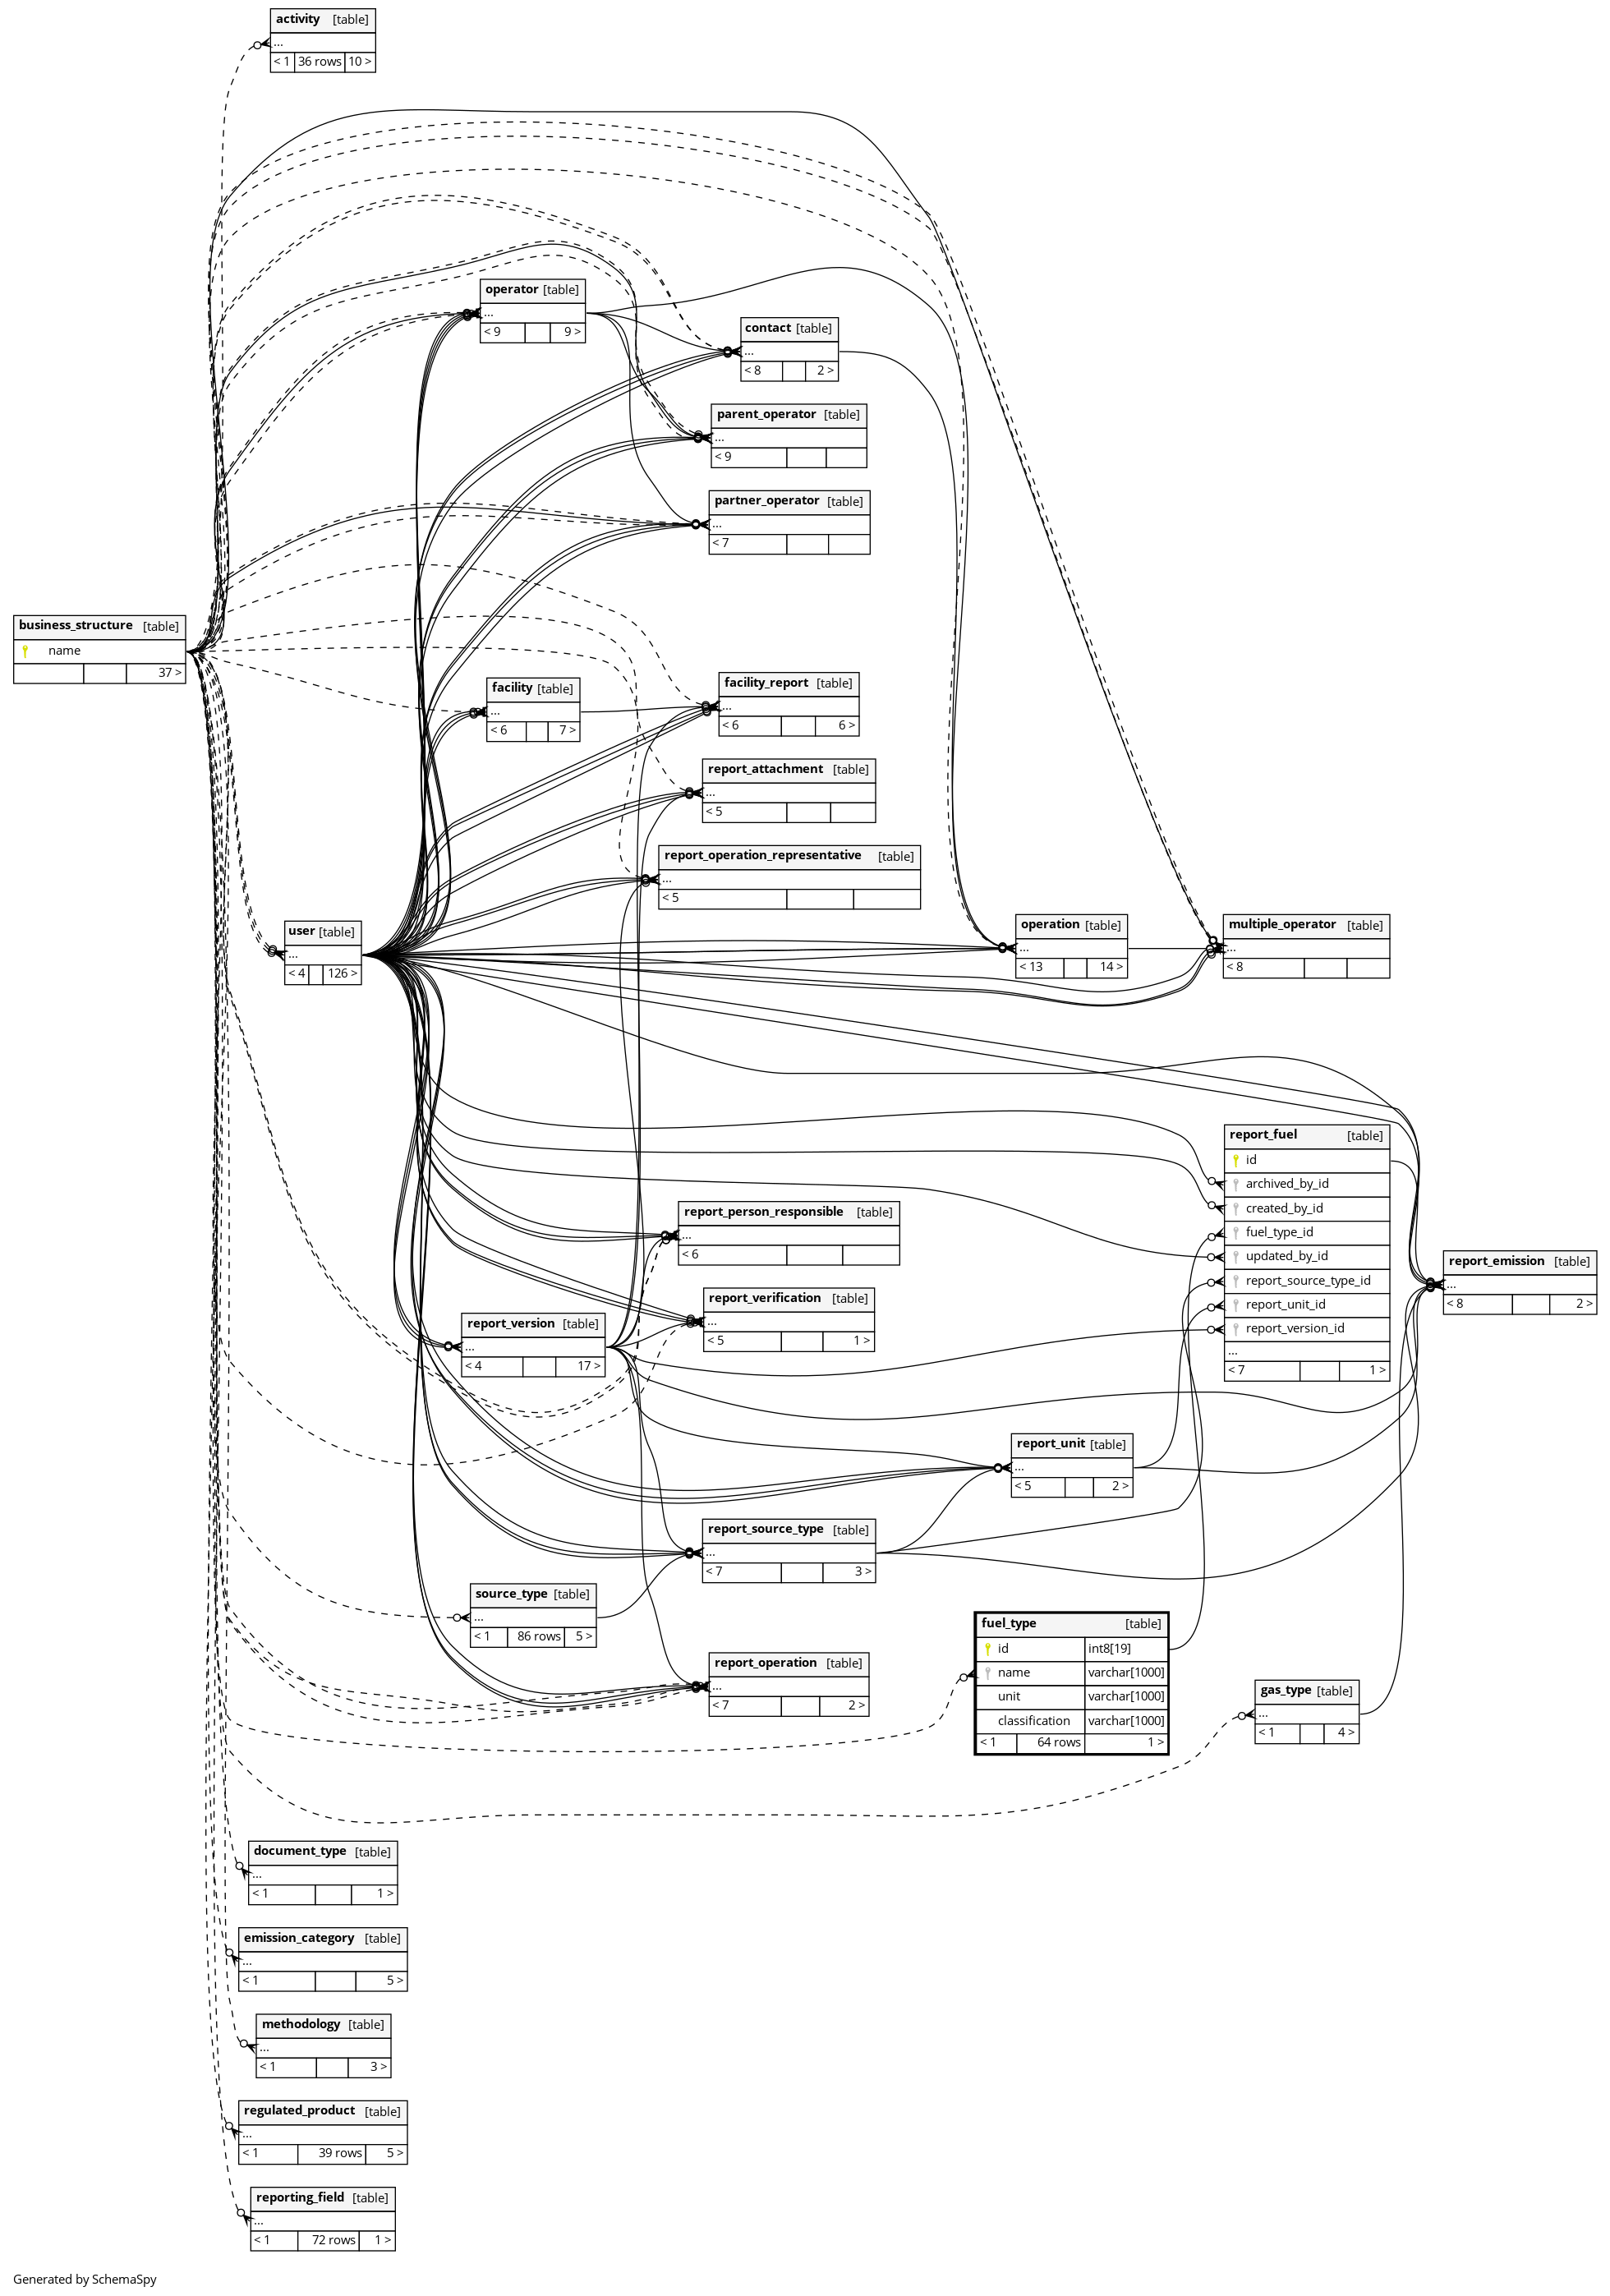 activity [table]
...
< 1 36 rows 10 >
operator [table]
...
< 9 9 >
contact [table]
...
< 8 2 >
parent_operator [table]
...
< 9
partner_operator [table]
...
< 7
business_structure [table]
name
37 >
facility_report [table]
...
< 6 6 >
facility [table]
...
< 6 7 >
report_attachment [table]
...
< 5
report_operation_representative [table]
...
< 5
user [table]
...
< 4 126 >
operation [table]
...
< 13 14 >
multiple_operator [table]
...
< 8
report_fuel [table]
id
archived_by_id
created_by_id
fuel_type_id
updated_by_id
report_source_type_id
report_unit_id
report_version_id
...
< 7 1 >
report_person_responsible [table]
...
< 6
report_emission [table]
...
< 8 2 >
report_verification [table]
...
< 5 1 >
report_version [table]
...
< 4 17 >
report_unit [table]
...
< 5 2 >
report_source_type [table]
...
< 7 3 >
source_type [table]
...
< 1 86 rows 5 >
fuel_type [table]
id int8[19]
name varchar[1000]
unit varchar[1000]
classification varchar[1000]
< 1 64 rows 1 >
report_operation [table]
...
< 7 2 >
gas_type [table]
...
< 1 4 >
document_type [table]
...
< 1 1 >
emission_category [table]
...
< 1 5 >
methodology [table]
...
< 1 3 >
regulated_product [table]
...
< 1 39 rows 5 >
reporting_field [table]
...
< 1 72 rows 1 >
Generated by SchemaSpy